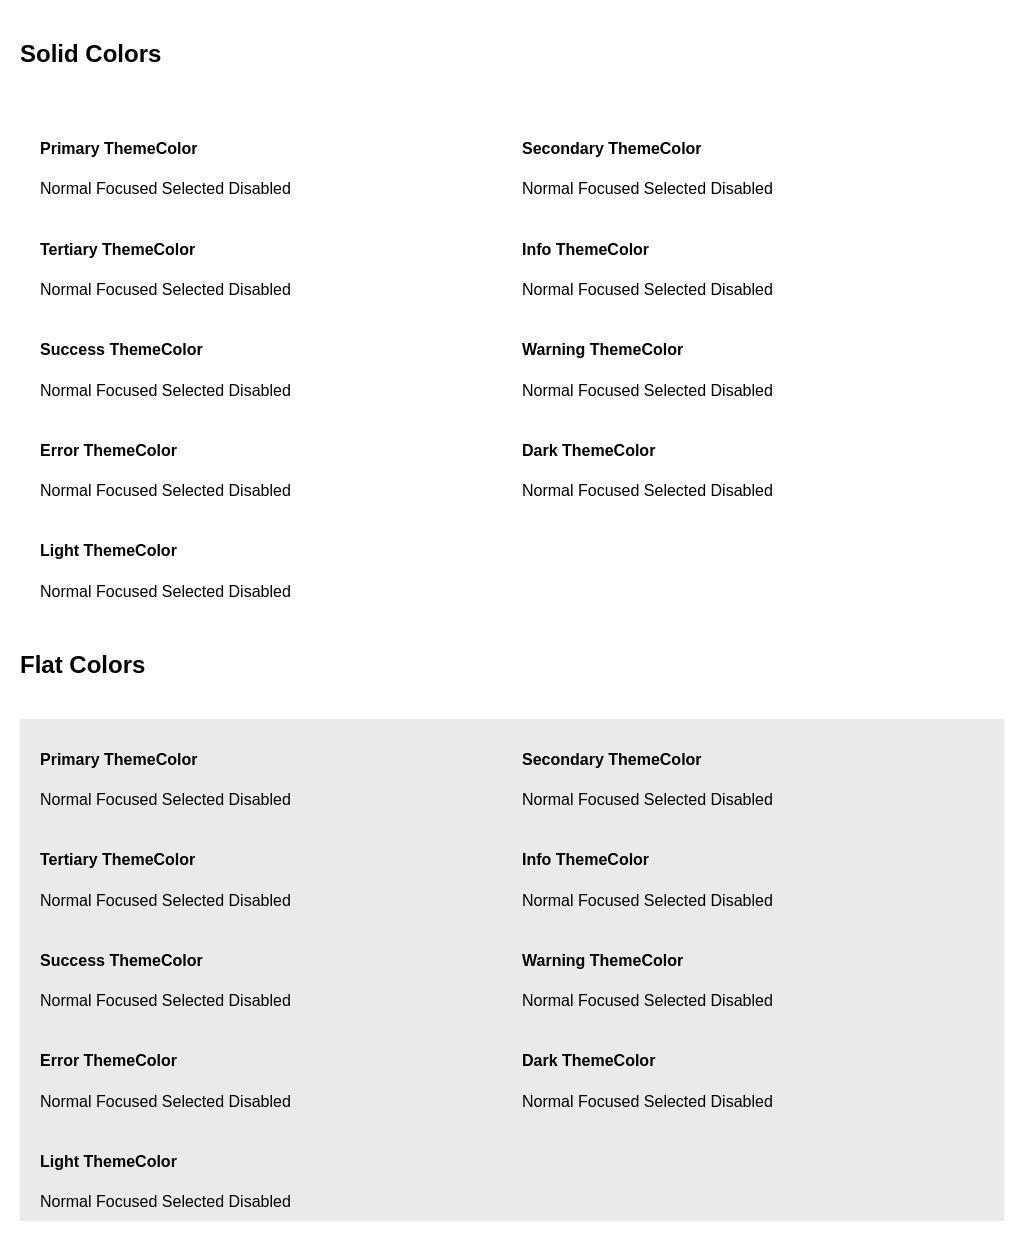 Solid Colors
Primary ThemeColor
Normal Focused Selected Disabled
Secondary ThemeColor
Normal Focused Selected Disabled
Tertiary ThemeColor
Normal Focused Selected Disabled
Info ThemeColor
Normal Focused Selected Disabled
Success ThemeColor
Normal Focused Selected Disabled
Warning ThemeColor
Normal Focused Selected Disabled
Error ThemeColor
Normal Focused Selected Disabled
Dark ThemeColor
Normal Focused Selected Disabled
Light ThemeColor
Normal Focused Selected Disabled
Flat Colors
Primary ThemeColor
Normal Focused Selected Disabled
Secondary ThemeColor
Normal Focused Selected Disabled
Tertiary ThemeColor
Normal Focused Selected Disabled
Info ThemeColor
Normal Focused Selected Disabled
Success ThemeColor
Normal Focused Selected Disabled
Warning ThemeColor
Normal Focused Selected Disabled
Error ThemeColor
Normal Focused Selected Disabled
Dark ThemeColor
Normal Focused Selected Disabled
Light ThemeColor
Normal Focused Selected Disabled